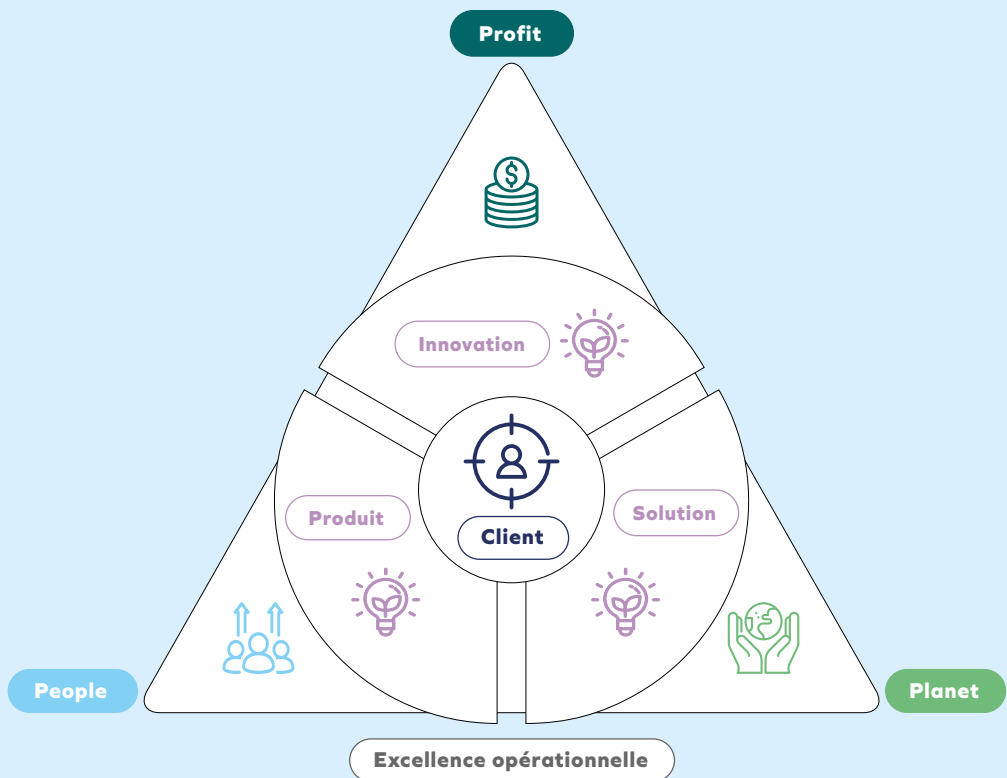 Profit
$
Innovation
Produit
Client
Solution
People
Planet
Excellence opérationnelle